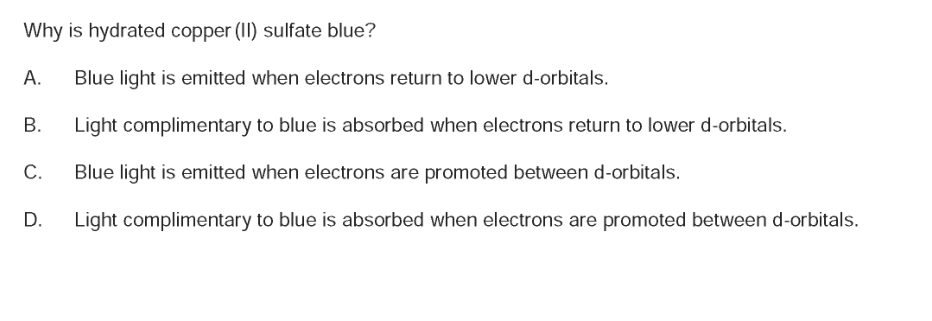 Why is hydrated copper (II) sulfate blue?
A. Blue light is emitted when electrons return to lower d-orbitals.
B. Light complimentary to blue is absorbed when electrons return to lower d-orbitals.
C. Blue light is emitted when electrons are promoted between d-orbitals.
D. Light complimentary to blue is absorbed when electrons are promoted between d-orbitals.